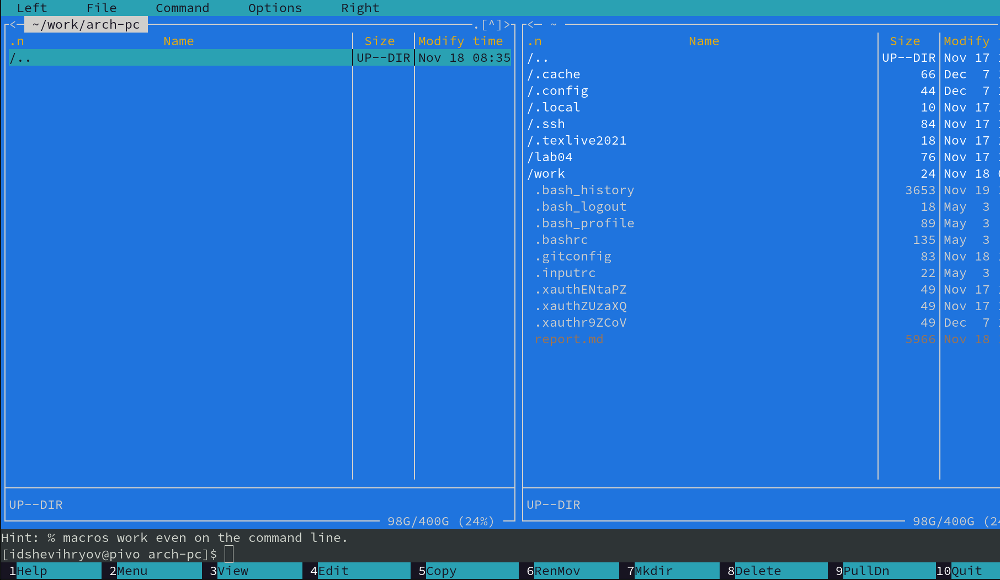 Left File Command Options Right
<─ ~/work/arch-pc ─.[^]>
.n Name Size Modify time
/.. UP--DIR Nov 18 08:35
UP--DIR
98G/400G (24%)
<─ ~
.n Name Size Modify
/.. UP--DIR Nov 17
/.cache 66 Dec 7
/.config 44 Dec 7
/.local 10 Nov 17
/.ssh 84 Nov 17
/.texlive2021 18 Nov 17
/lab04 76 Nov 17
/work 24 Nov 18
.bash_history 3653 Nov 19
.bash_logout 18 May 3
.bash_profile 89 May 3
.bashrc 135 May 3
.gitconfig 83 Nov 18
.inputrc 22 May 3
.xauthENtaPZ 49 Nov 17
.xauthZUzaXQ 49 Nov 17
.xauthr9ZCoV 49 Dec 7
report.md 5966 Nov 18
UP--DIR
98G/400G (24
Hint: % macros work even on the command line.
[idshevihryov@pivo arch-pc]$
1Help 2Menu 3View 4Edit 5Copy 6RenMov 7Mkdir 8Delete 9PullDn 10Quit